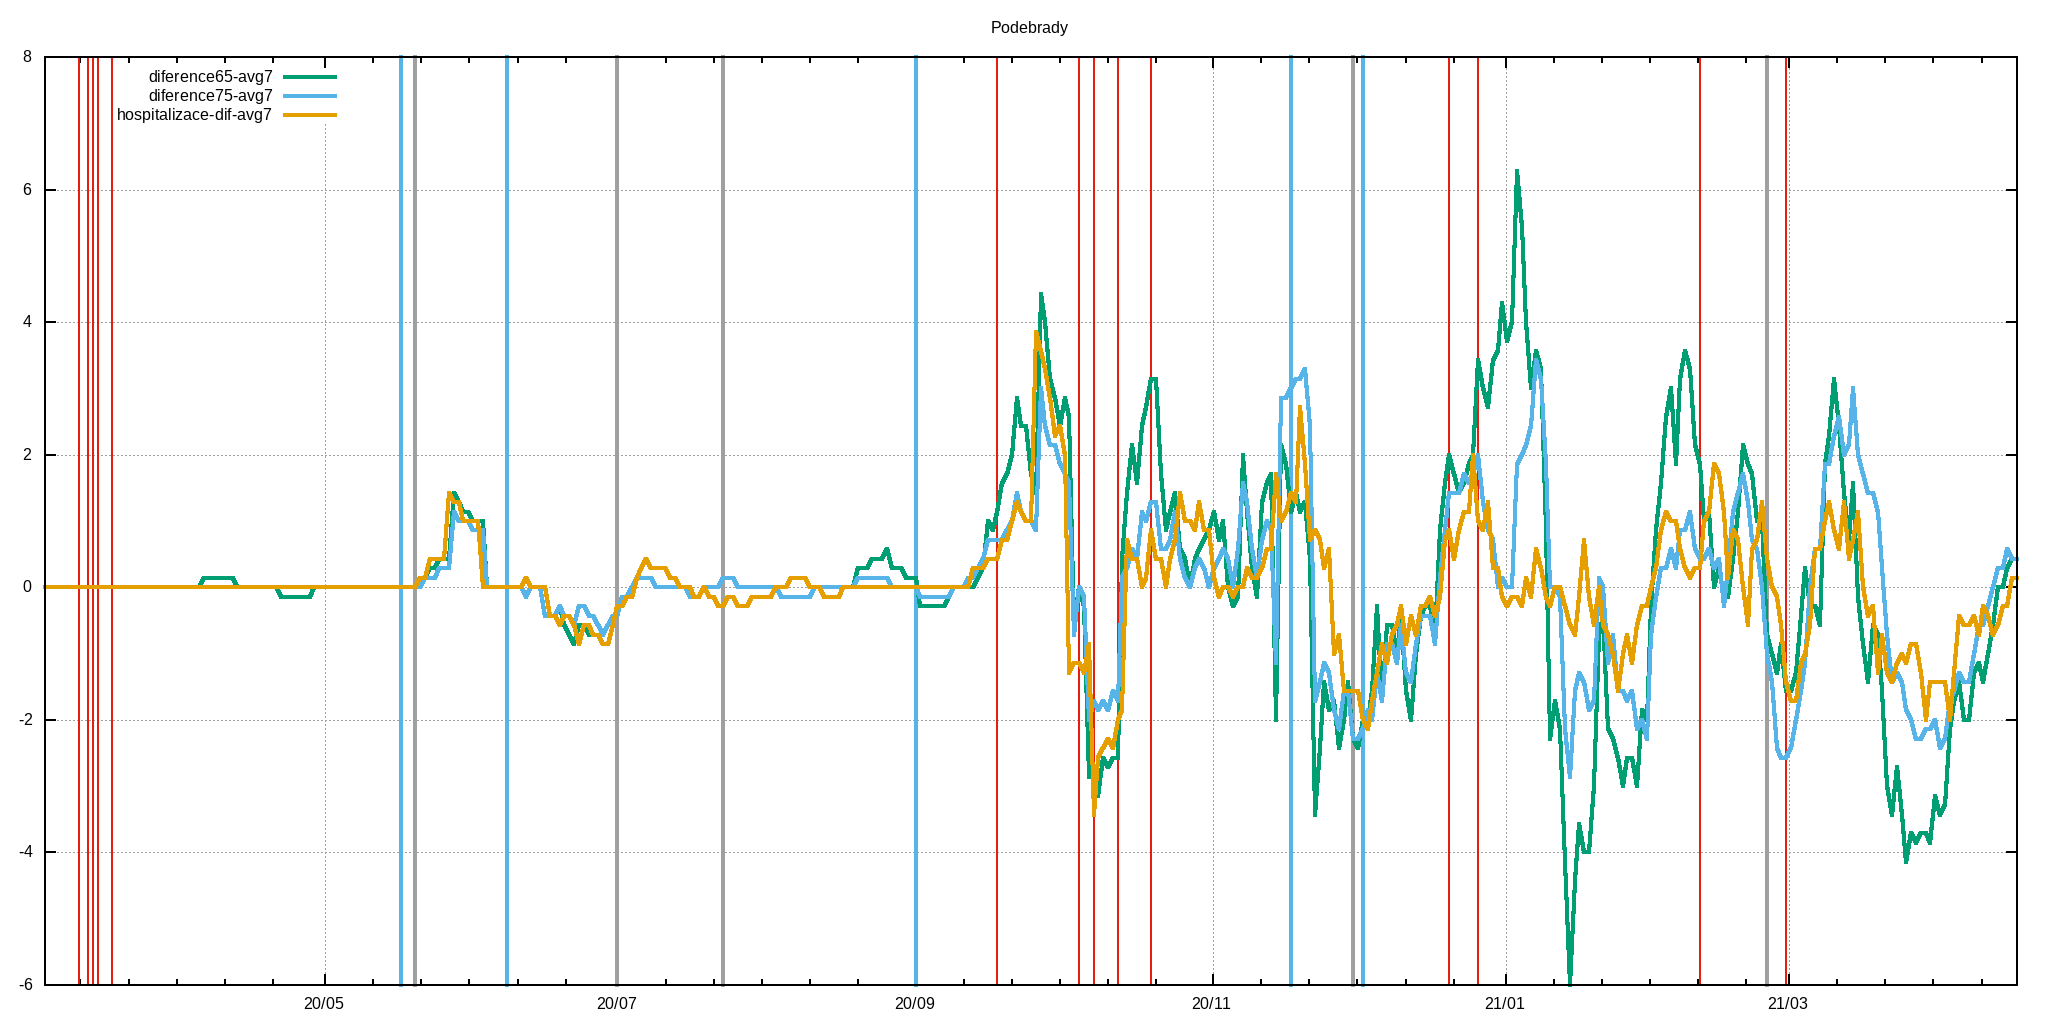 Podebrady
8
diference65-avg7
diference75-avg7
hospitalizace-dif-avg7
6
4
2
0
-2
-4
-6
20/05 20/07 20/09 20/11 21/01 21/03